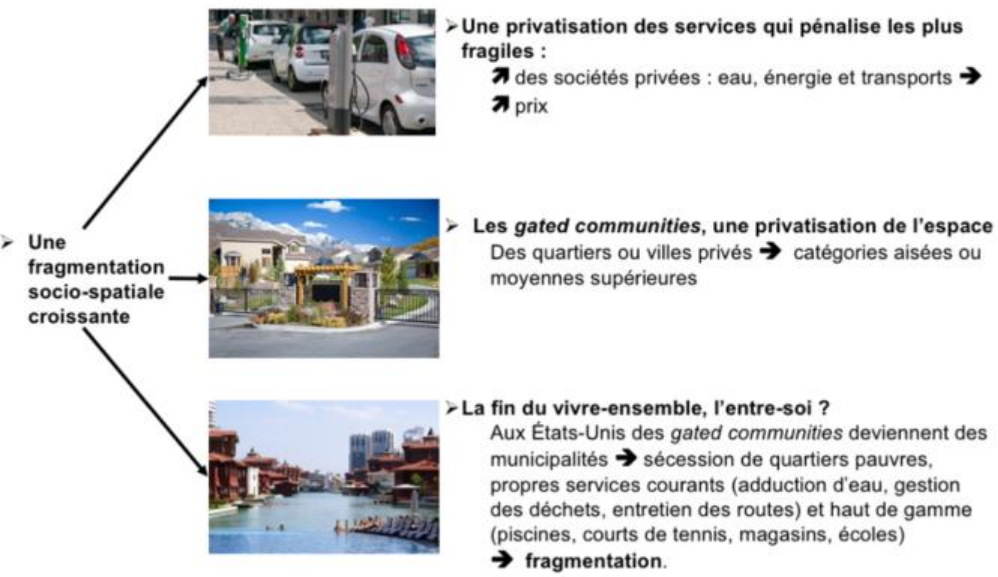 ➢ Une privatisation des services qui pénalise les plus
fragiles :
↗ des sociétés privées : eau, énergie et transports ➔
↗ prix
➢ Une
fragmentation
socio-spatiale
croissante
➢ Les gated communities, une privatisation de l'espace
Des quartiers ou villes privés ➔ catégories aisées ou
moyennes supérieures
➢ La fin du vivre-ensemble, l'entre-soi ?
Aux États-Unis des gated communities deviennent des
municipalités ➔ sécession de quartiers pauvres,
propres services courants (adduction d'eau, gestion
des déchets, entretien des routes) et haut de gamme
(piscines, courts de tennis, magasins, écoles)
➔ fragmentation.